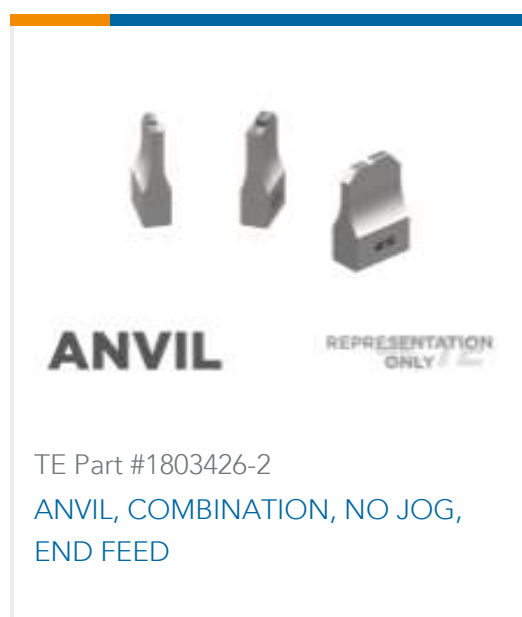 ANVIL
REPRESENTATION
ONLY
TE Part #1803426-2
ANVIL, COMBINATION, NO JOG,
END FEED